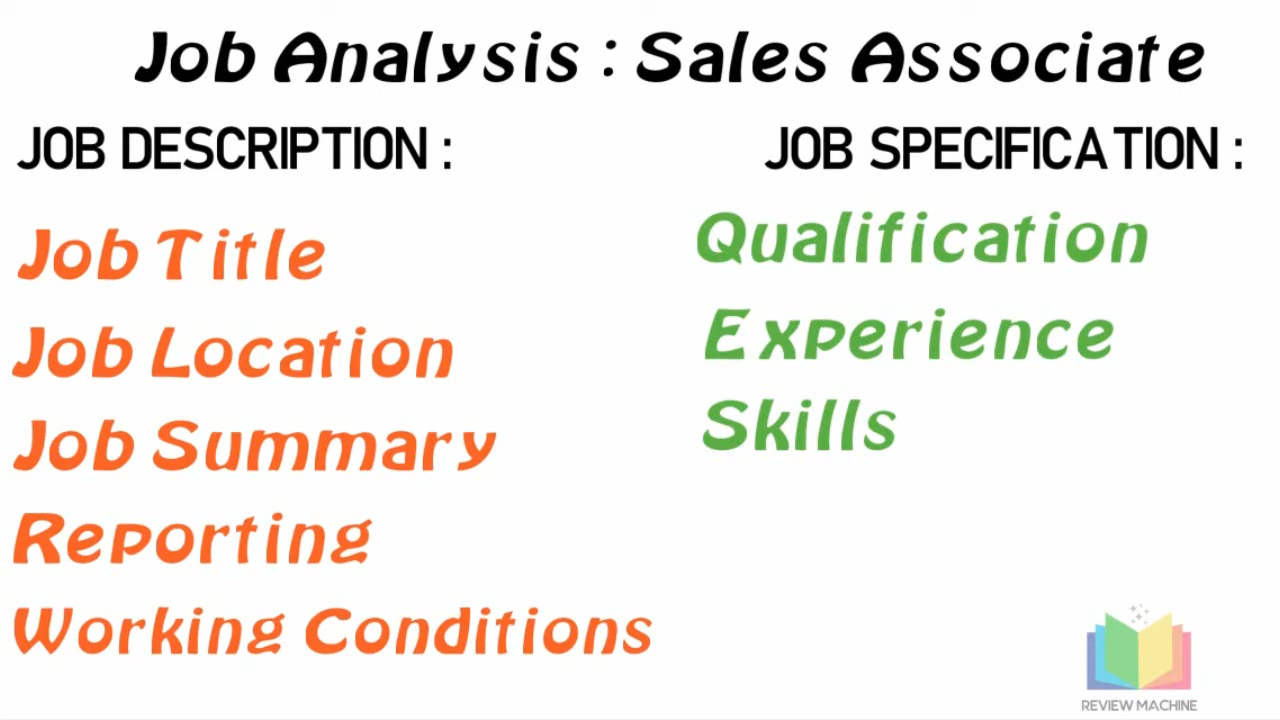 Job Analysis : Sales Associate
JOB DESCRIPTION :
Job Title
Job Location
Job Summary
Reporting
Working Conditions
JOB SPECIFICATION :
Qualification
Experience
Skills
REVIEW MACHINE